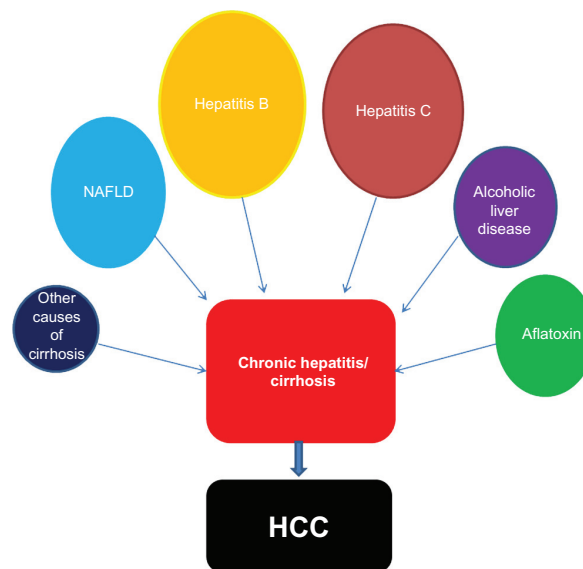 Hepatitis B
Hepatitis C
NAFLD
Alcoholic
liver
disease
Other
causes of
cirrhosis
Aflatoxin
Chronic hepatitis/
cirrhosis
HCC